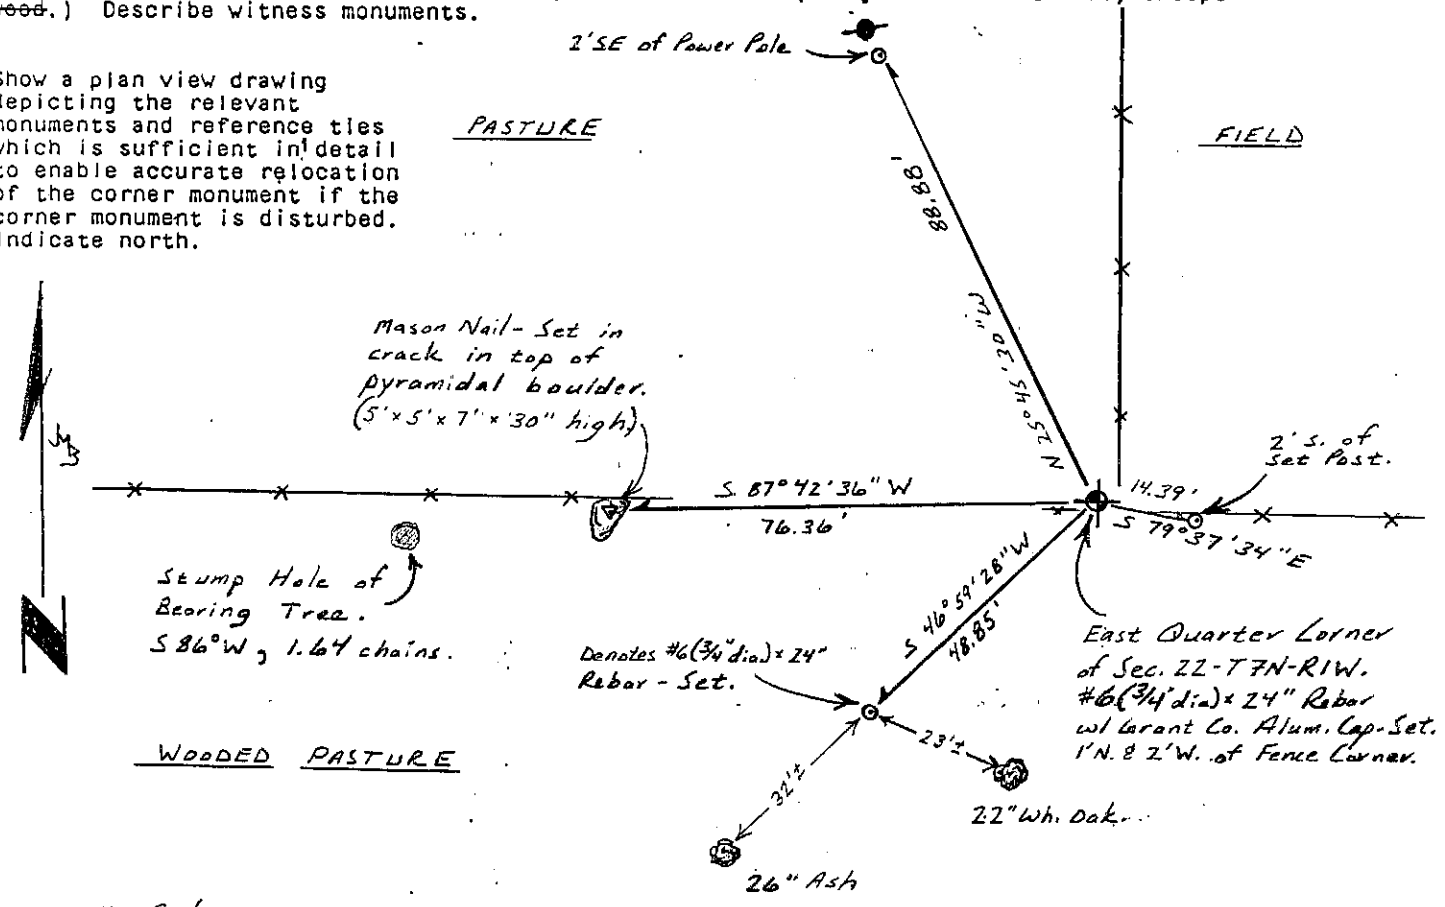 wood.) Describe witness monuments.
2'SE of Power Pole
Show a plan view drawing
depicting the relevant
monuments and reference ties
which is sufficient in detail
to enable accurate relocation
of the corner monument if the
corner monument is disturbed.
Indicate north.
PASTURE
FIELD
88.88'
N 25° 45' 30" W
Mason Nail - Set in
crack in top of
pyramidal boulder.
(5' x 5' x 7' x 30" high)
2' S. of
Set Post.
S 87° 42' 36" W
76.36'
14.39'
S 79° 37' 34" E
Stump Hole of
Bearing Tree.
S 86° W, 1.64 chains.
S 46° 59' 28" W
48.85'
Denotes #6 (3/4" dia) x 24"
Rebar - Set.
East Quarter Corner
of Sec. 22-T7N-R1W.
#6 (3/4" dia) x 24" Rebar
w/ Grant Co. Alum. Cap-Set.
1'N. & 2'W. of Fence Corner.
N
WOODED PASTURE
23'±
32'±
22" Wh. Oak.
26" Ash